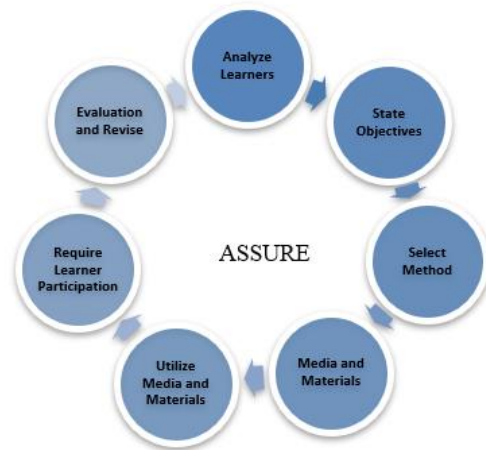 Analyze
Learners
State
Objectives
Select
Method
Media and
Materials
Utilize
Media and
Materials
Require
Learner
Participation
Evaluation
and Revise
ASSURE